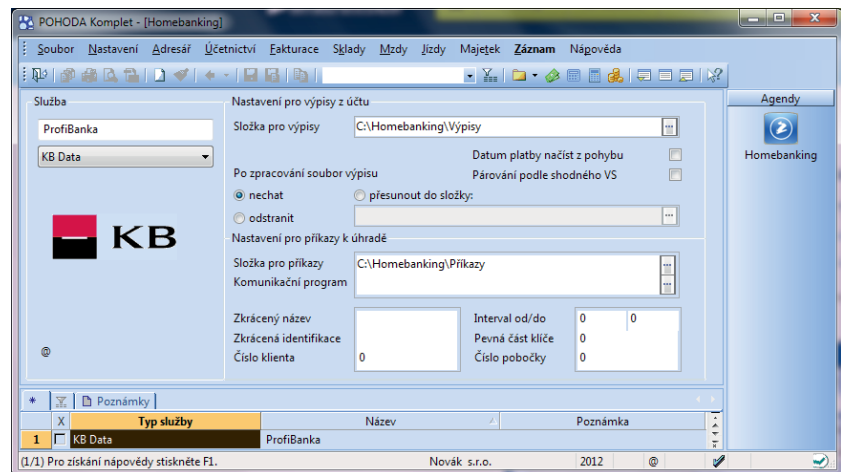 POHODA Komplet - [Homebanking]
Soubor Nastavení Adresář Účetnictví Fakturace Sklady Mzdy Jízdy Majetek Záznam Nápověda
Služba
Nastavení pro výpisy z účtu
Agendy
ProfiBanka
Složka pro výpisy C:\Homebanking\Výpisy
KB Data
Datum platby načíst z pohybu
Homebanking
Po zpracování soubor výpisu
Párování podle shodného VS
nechat přesunout do složky:
odstranit
KB
Nastavení pro příkazy k úhradě
Složka pro příkazy C:\Homebanking\Příkazy
Komunikační program
Zkrácený název Interval od/do 0 0
Zkrácená identifikace Pevná část klíče 0
@ Číslo klienta 0 Číslo pobočky 0
* Poznámky
X Typ služby Název Poznámka
1 KB Data ProfiBanka
(1/1) Pro získání nápovědy stiskněte F1. Novák s.r.o. 2012 @